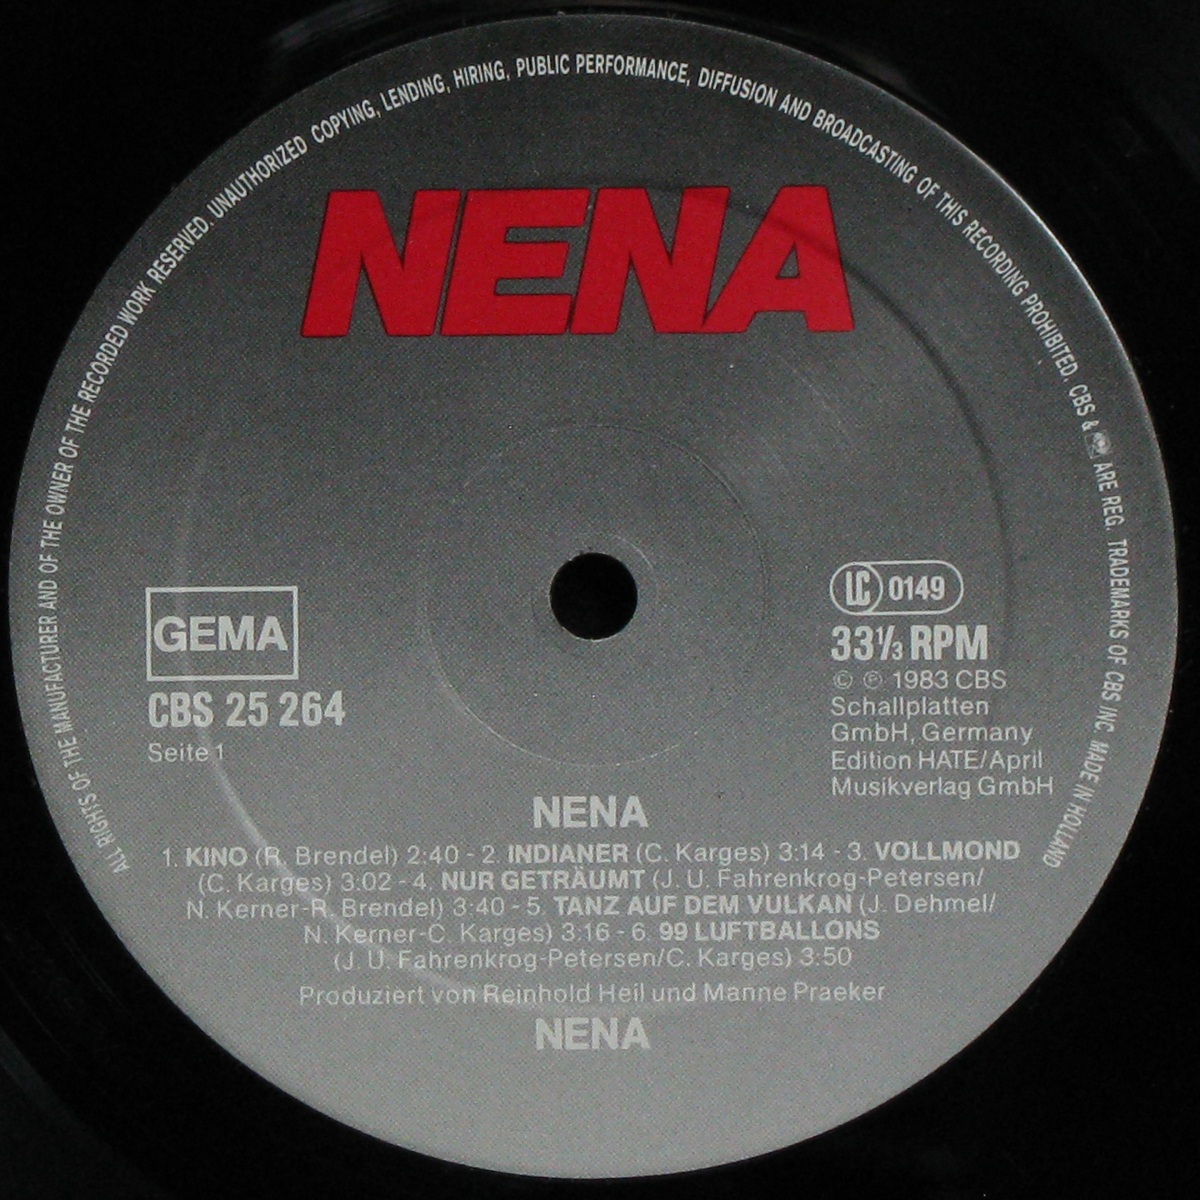 ALL RIGHTS OF THE MANUFACTURER AND OF THE OWNER OF THE RECORDED WORK RESERVED. UNAUTHORIZED COPYING, LENDING, HIRING, PUBLIC PERFORMANCE, DIFFUSION AND BROADCASTING OF THIS RECORDING PROHIBITED. CBS & ARE REG. TRADEMARKS OF CBS INC. MADE IN HOLLAND
NENA
GEMA
CBS 25 264
Seite 1
LC 0149
33⅓ RPM
© ℗ 1983 CBS
Schallplatten
GmbH, Germany
Edition HATE/April
Musikverlag GmbH
NENA
1. KINO (R. Brendel) 2:40 - 2. INDIANER (C. Karges) 3:14 - 3. VOLLMOND
(C. Karges) 3:02 - 4. NUR GETRÄUMT (J. U. Fahrenkrog-Petersen/
N. Kerner-R. Brendel) 3:40 - 5. TANZ AUF DEM VULKAN (J. Dehmel/
N. Kerner-C. Karges) 3:16 - 6. 99 LUFTBALLONS
(J. U. Fahrenkrog-Petersen/C. Karges) 3:50
Produziert von Reinhold Heil und Manne Praeker
NENA